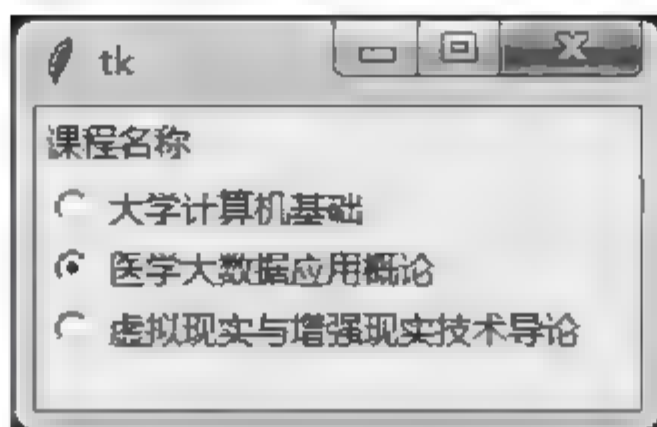 tk
课程名称
大学计算机基础
医学大数据应用概论
虚拟现实与增强现实技术导论